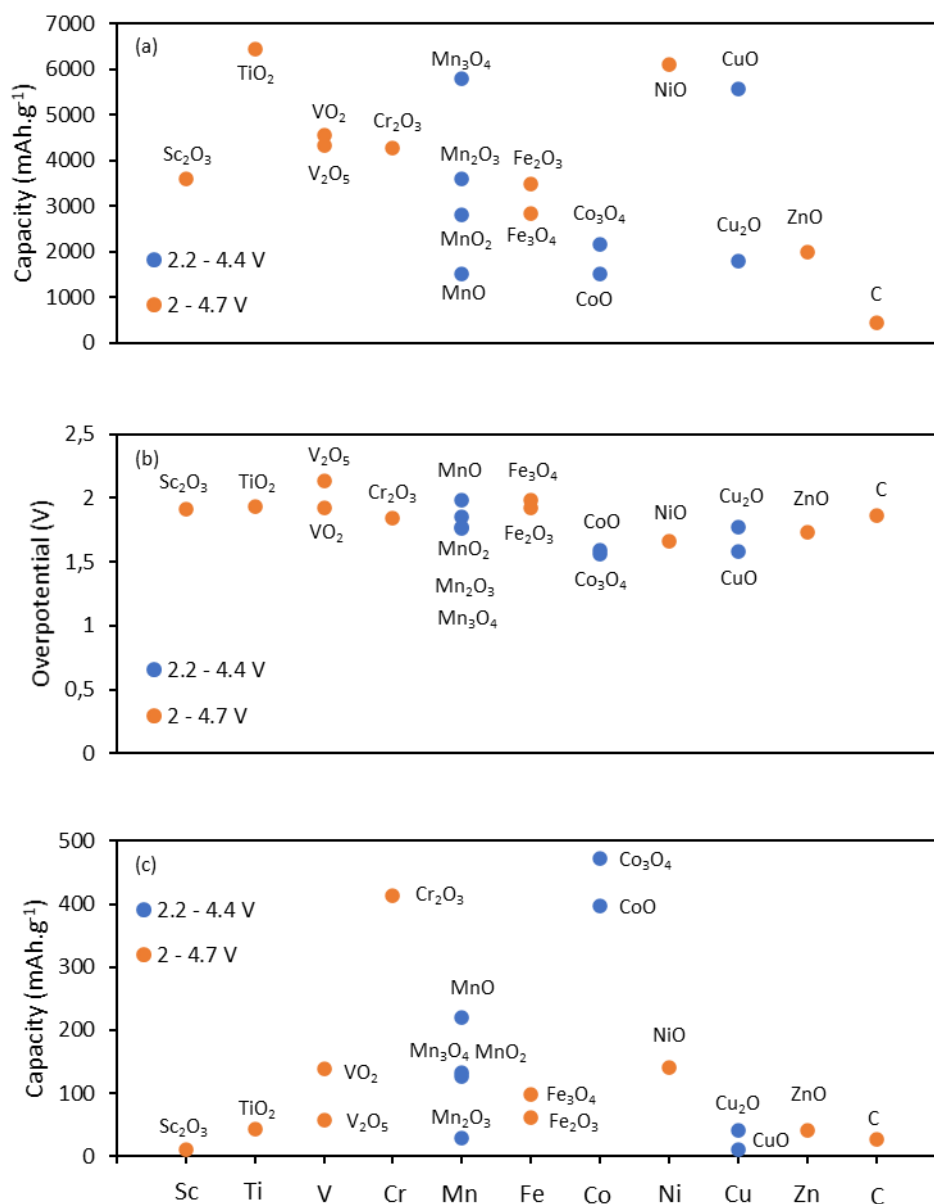 (a)
Capacity (mAh.g⁻¹)
7000
6000
5000
4000
3000
2000
1000
0
Mn₃O₄ CuO
TiO₂ NiO
VO₂ Cr₂O₃
Sc₂O₃ V₂O₅ Mn₂O₃ Fe₂O₃
MnO₂ Fe₃O₄ Co₃O₄ Cu₂O ZnO
MnO CoO C
2.2 - 4.4 V
2 - 4.7 V
(b)
Overpotential (V)
2,5
2
1,5
1
0,5
0
V₂O₅ MnO Fe₃O₄
Sc₂O₃ TiO₂ Cr₂O₃ Cu₂O ZnO C
VO₂ MnO₂ Fe₂O₃ CoO NiO
Mn₂O₃ Co₃O₄ CuO
Mn₃O₄
2.2 - 4.4 V
2 - 4.7 V
(c)
Capacity (mAh.g⁻¹)
500
400
300
200
100
0
Co₃O₄
Cr₂O₃ CoO
2.2 - 4.4 V
2 - 4.7 V
MnO
NiO
Mn₃O₄ MnO₂
VO₂
Fe₃O₄
Sc₂O₃ TiO₂ V₂O₅ Mn₂O₃ Fe₂O₃ Cu₂O ZnO C
CuO
Sc Ti V Cr Mn Fe Co Ni Cu Zn C